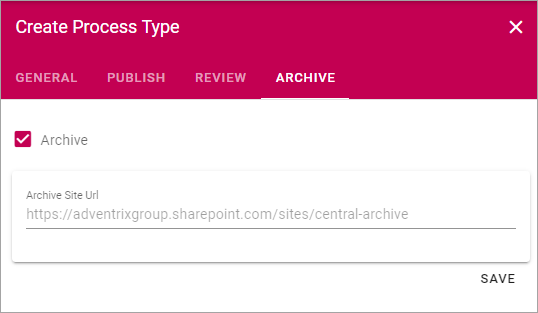 Create Process Type
GENERAL PUBLISH REVIEW ARCHIVE
Archive
Archive Site Url
https://adventrixgroup.sharepoint.com/sites/central-archive
SAVE